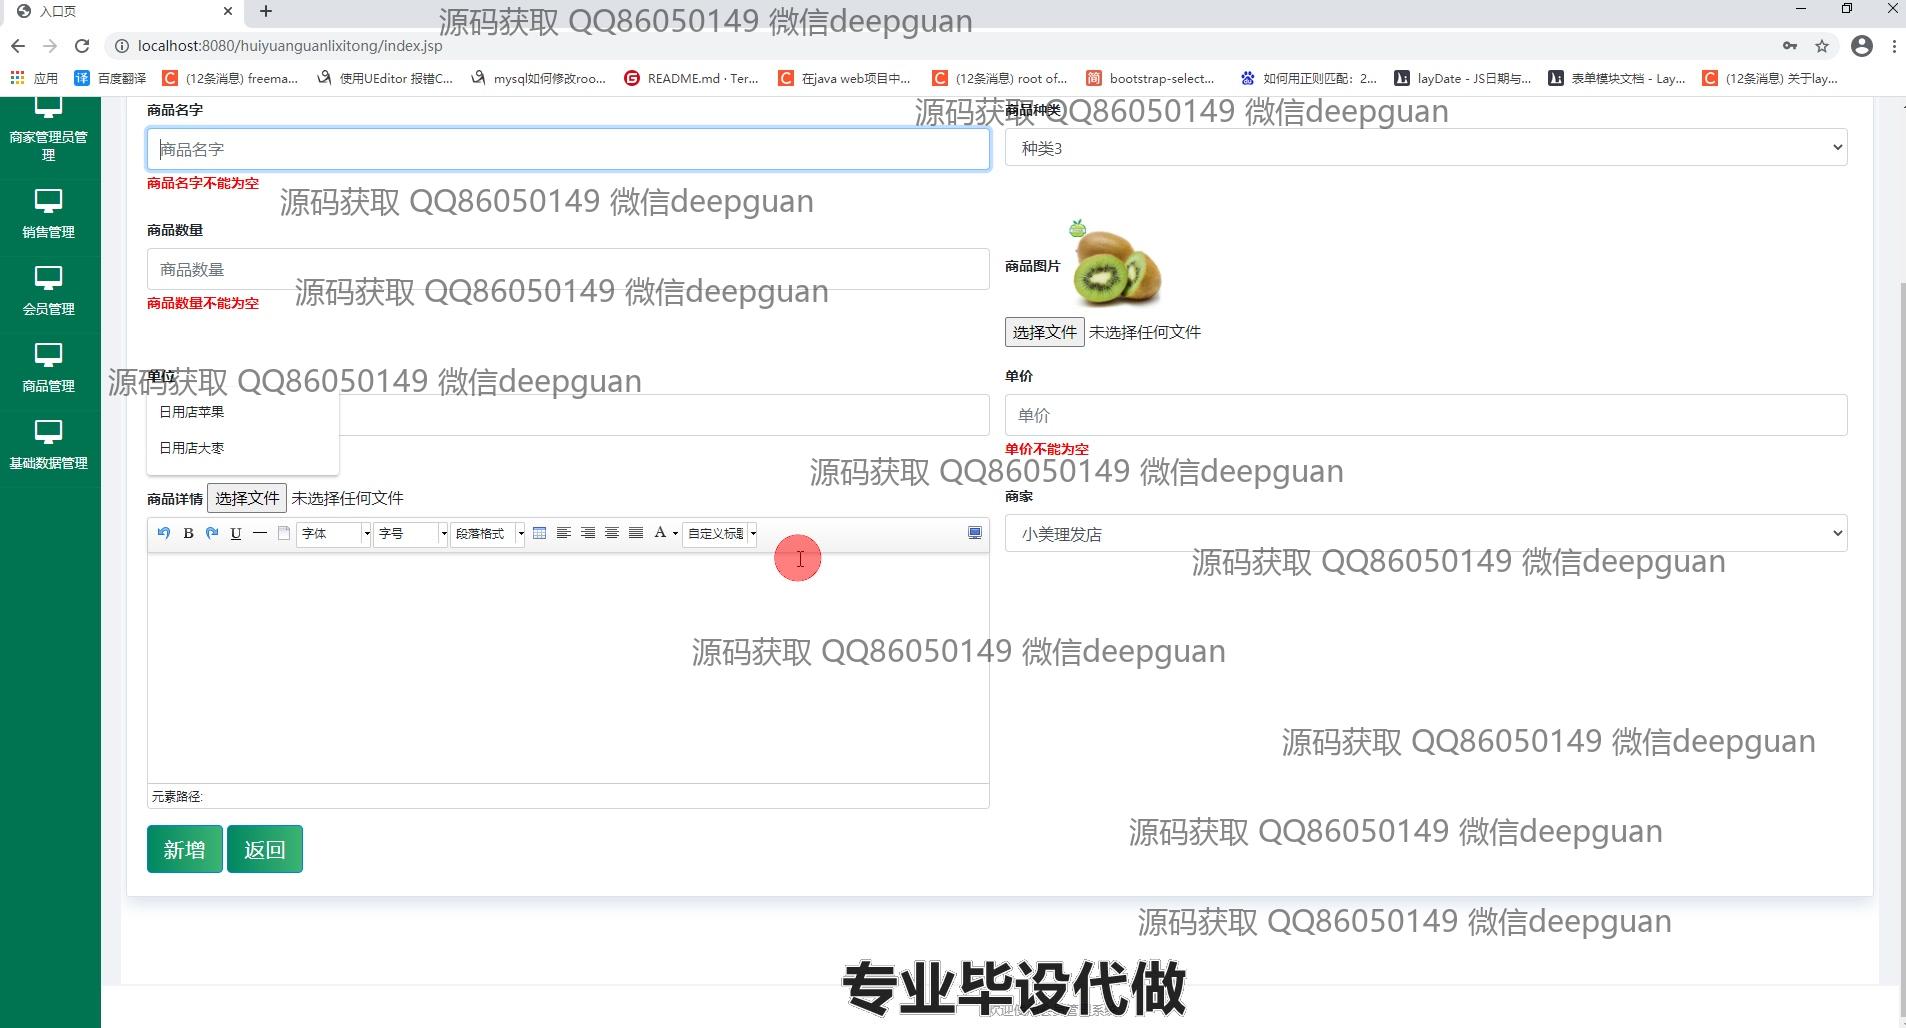 入口页
源码获取 QQ86050149 微信deepguan
localhost:8080/huiyuanguanlixitong/index.jsp
应用 百度翻译 (12条消息) freema... 使用UEditor 报错C... mysql如何修改roo... README.md · Ter... 在java web项目中... (12条消息) root of... bootstrap-select... 如何用正则匹配：2... layDate - JS日期与... 表单模块文档 - Lay... (12条消息) 关于lay...
商家管理员管理
销售管理
会员管理
商品管理
基础数据管理
商品名字
商品种类
源码获取 QQ86050149 微信deepguan
商品名字
种类3
商品名字不能为空
源码获取 QQ86050149 微信deepguan
商品数量
商品数量
商品图片
商品数量不能为空
源码获取 QQ86050149 微信deepguan
选择文件 未选择任何文件
单位
源码获取 QQ86050149 微信deepguan
单价
日用店苹果
单价
日用店大枣
单价不能为空
源码获取 QQ86050149 微信deepguan
商品详情 选择文件 未选择任何文件
商家
B U 字体 字号 段落格式 A 自定义标题
小美理发店
源码获取 QQ86050149 微信deepguan
源码获取 QQ86050149 微信deepguan
源码获取 QQ86050149 微信deepguan
元素路径:
源码获取 QQ86050149 微信deepguan
新增 返回
源码获取 QQ86050149 微信deepguan
专业毕设代做